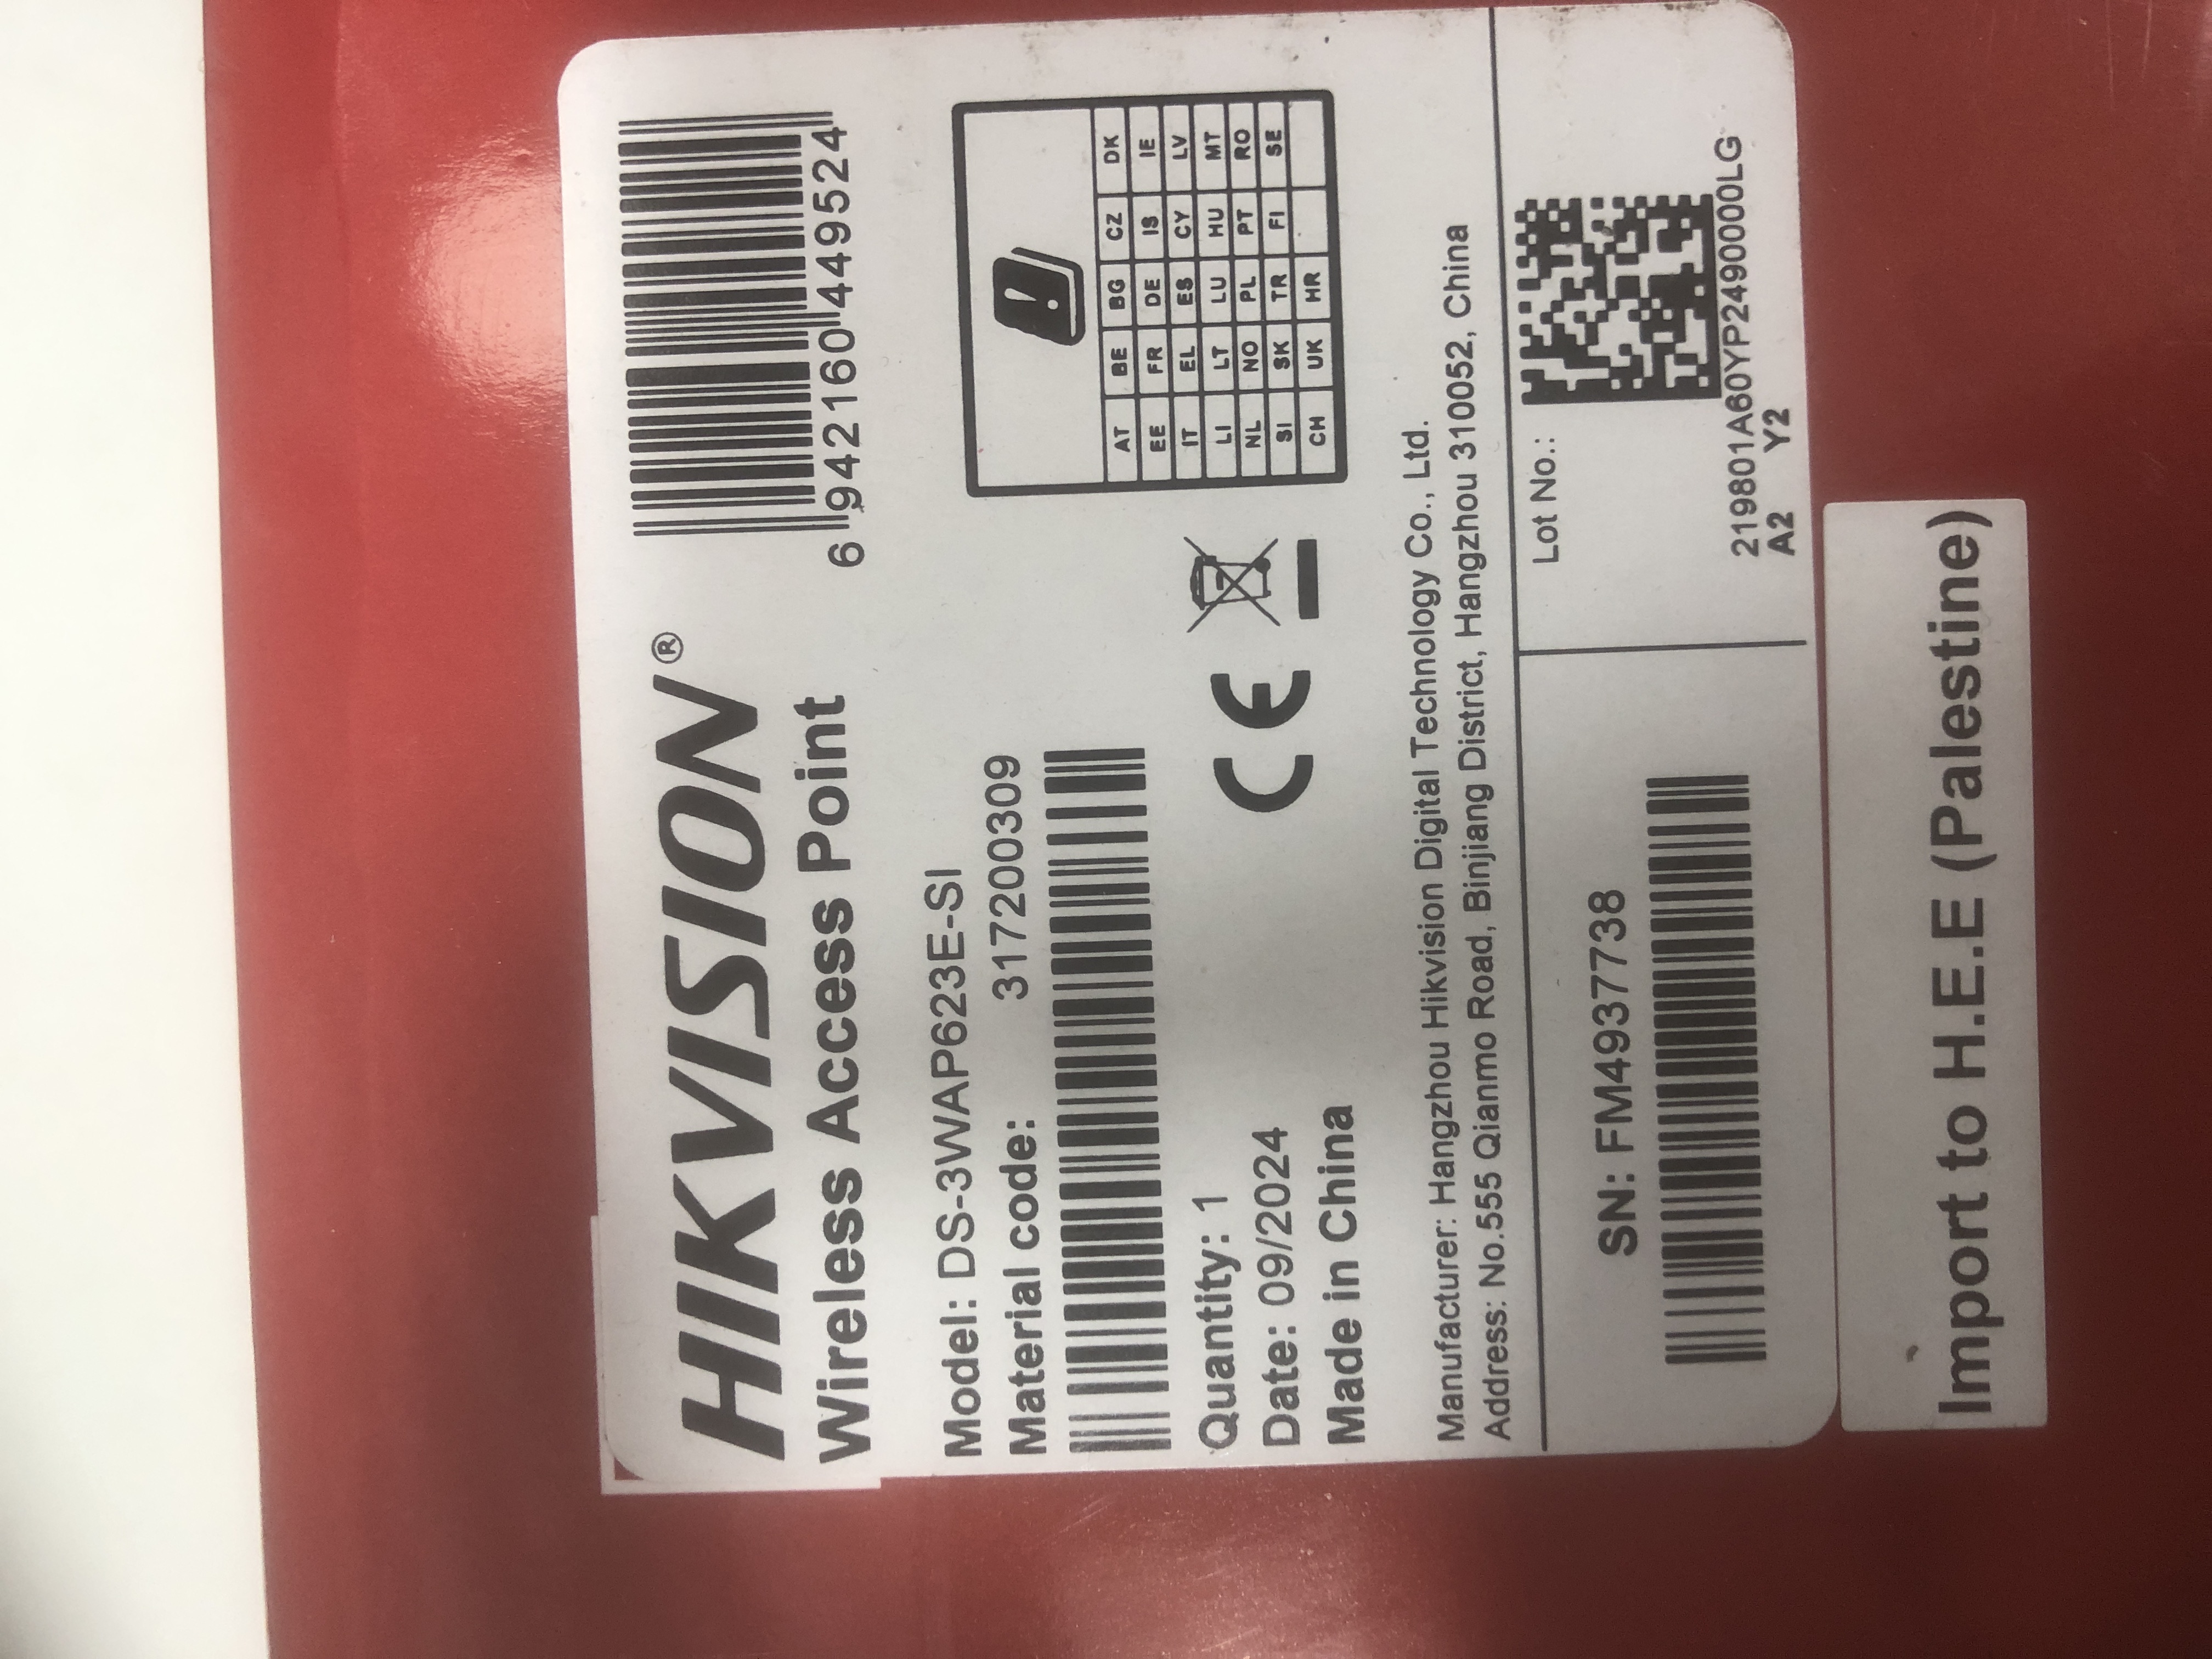 HIKVISION®
Wireless Access Point
6 942160 449524
Model: DS-3WAP623E-SI
Material code: 317200309
Quantity: 1
Date: 09/2024
Made in China
CE
AT BE BG CZ DK
EE FR DE IS IE
IT EL ES CY LV
LI LT LU HU MT
NL NO PL PT RO
SI SK TR FI SE
CH UK HR
Manufacturer: Hangzhou Hikvision Digital Technology Co., Ltd.
Address: No.555 Qianmo Road, Binjiang District, Hangzhou 310052, China
SN: FM4937738
Lot No.:
219801A60YP2490000LG
A2 Y2
Import to H.E.E (Palestine)